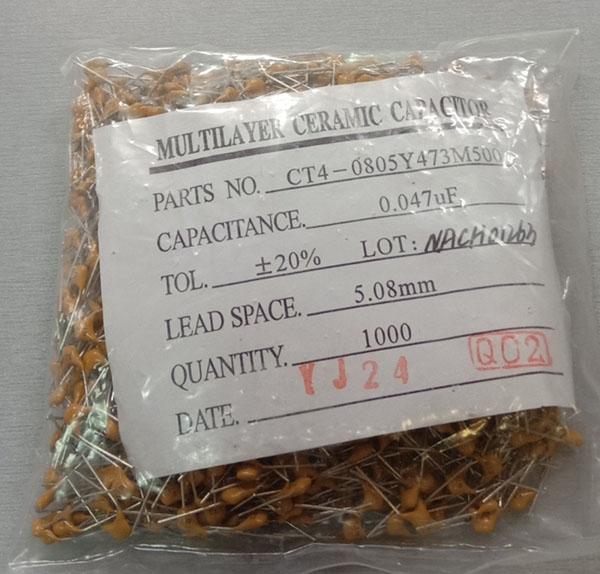 MULTILAYER CERAMIC CAPACITOR
PARTS NO. CT4-0805Y473M500
CAPACITANCE. 0.047uF
TOL. ±20% LOT:
LEAD SPACE. 5.08mm
QUANTITY. 1000
YJ24 QC2
DATE.